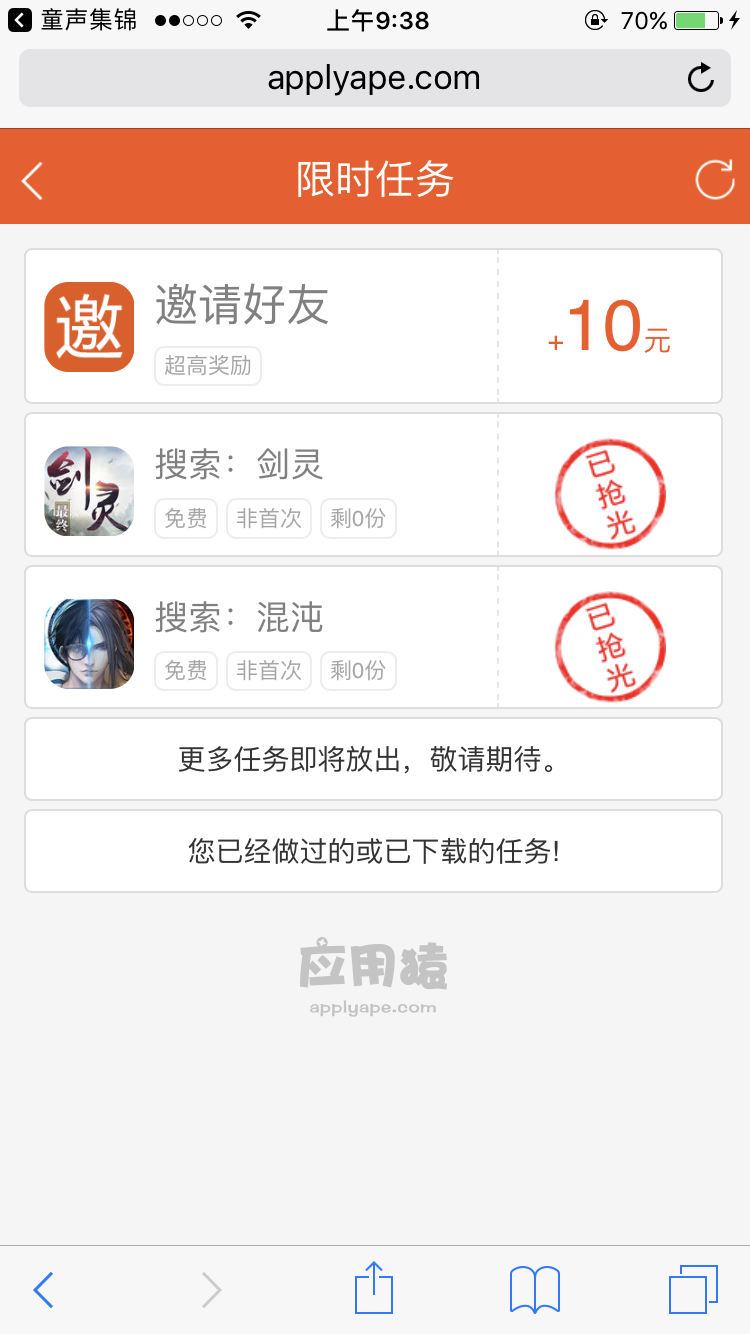 童声集锦
上午9:38
70%
applyape.com
限时任务
邀
邀请好友
超高奖励
+10元
剑灵
最终
搜索：剑灵
免费 非首次 剩0份
已抢光
搜索：混沌
免费 非首次 剩0份
已抢光
更多任务即将放出，敬请期待。
您已经做过的或已下载的任务!
应用猿
applyape.com